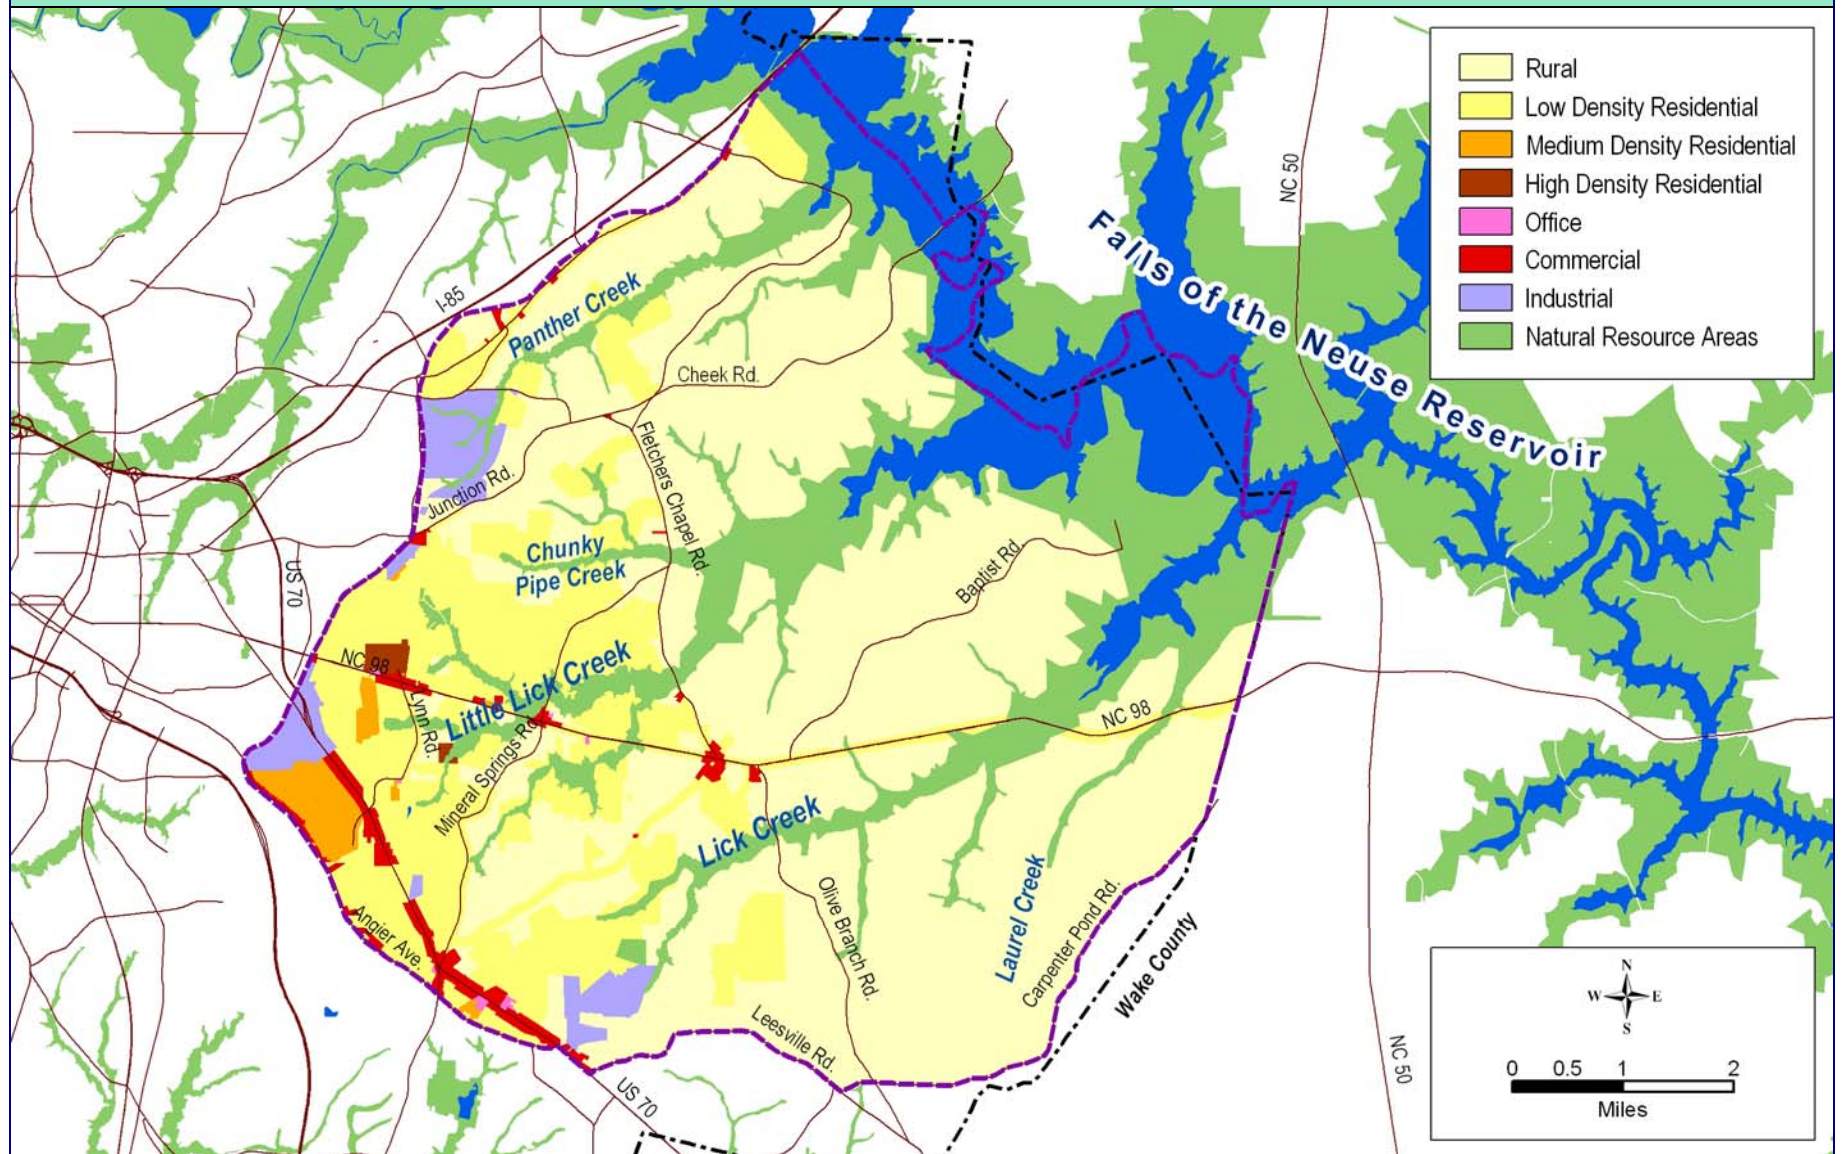 Rural
Low Density Residential
Medium Density Residential
High Density Residential
Office
Commercial
Industrial
Natural Resource Areas
NC 50
Falls of the Neuse Reservoir
I-85
Panther Creek
Cheek Rd.
Fletchers Chapel Rd.
Junction Rd.
Chunky
Pipe Creek
US 70
Baptist Rd.
NC 98
Little Lick Creek
Lynn Rd.
Mineral Springs Rd.
NC 98
Lick Creek
Olive Branch Rd.
Laurel Creek
Carpenter Pond Rd.
Angier Ave.
Wake County
Leesville Rd.
US 70
NC 50
N
W E
S
0 0.5 1 2
Miles